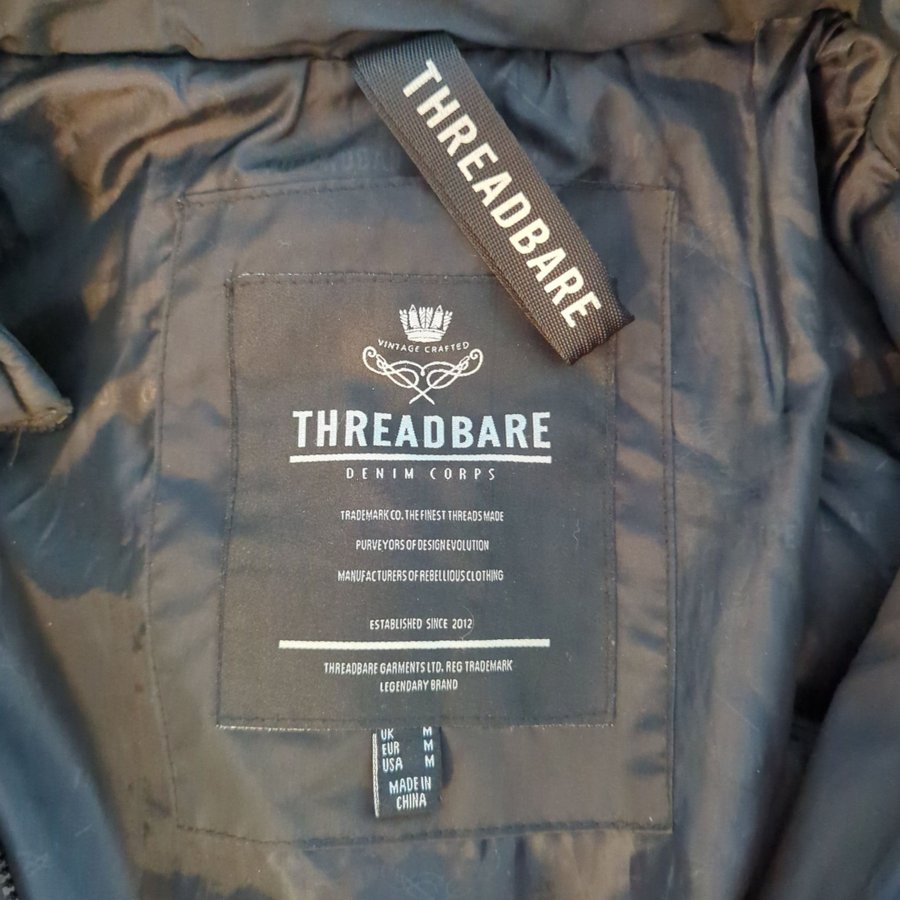 THREADBARE
VINTAGE CRAFTED
THREADBARE
DENIM CORPS
TRADEMARK CO. THE FINEST THREADS MADE
PURVEYORS OF DESIGN EVOLUTION
MANUFACTURERS OF REBELLIOUS CLOTHING
ESTABLISHED SINCE 2012
THREADBARE GARMENTS LTD. REG TRADEMARK
LEGENDARY BRAND
UK M
EUR M
USA M
MADE IN
CHINA